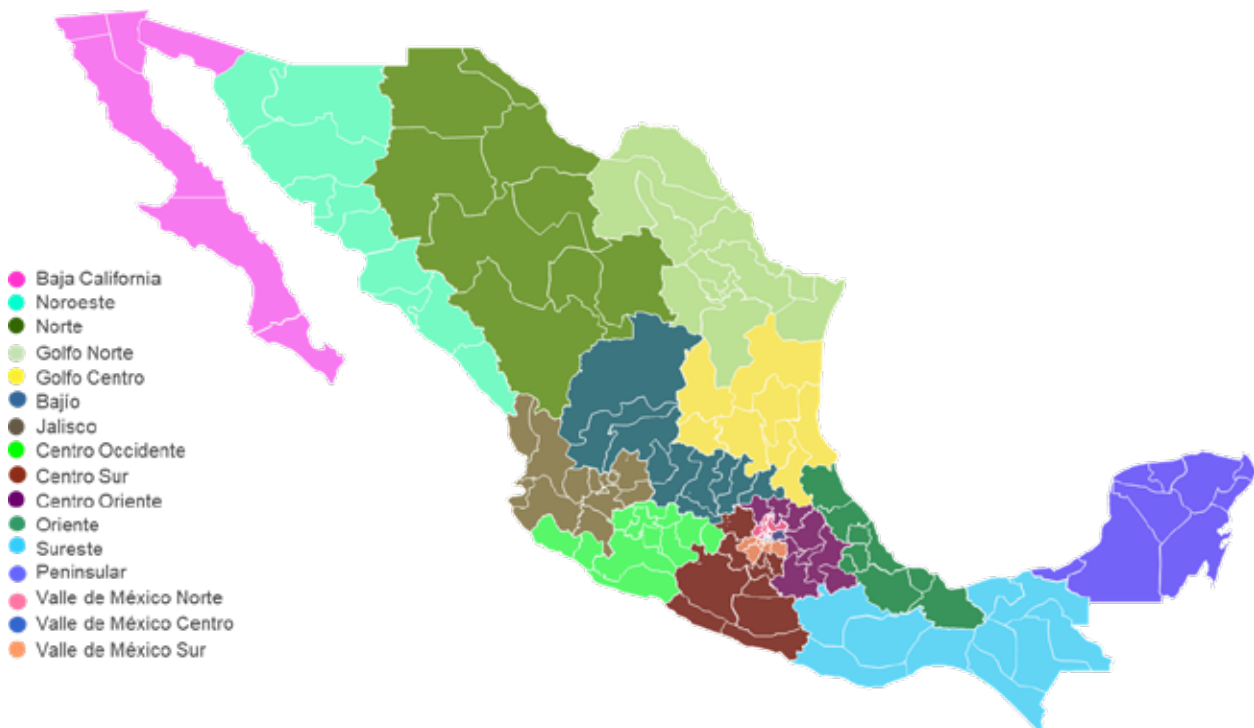 Baja California
Noroeste
Norte
Golfo Norte
Golfo Centro
Bajío
Jalisco
Centro Occidente
Centro Sur
Centro Oriente
Oriente
Sureste
Peninsular
Valle de México Norte
Valle de México Centro
Valle de México Sur